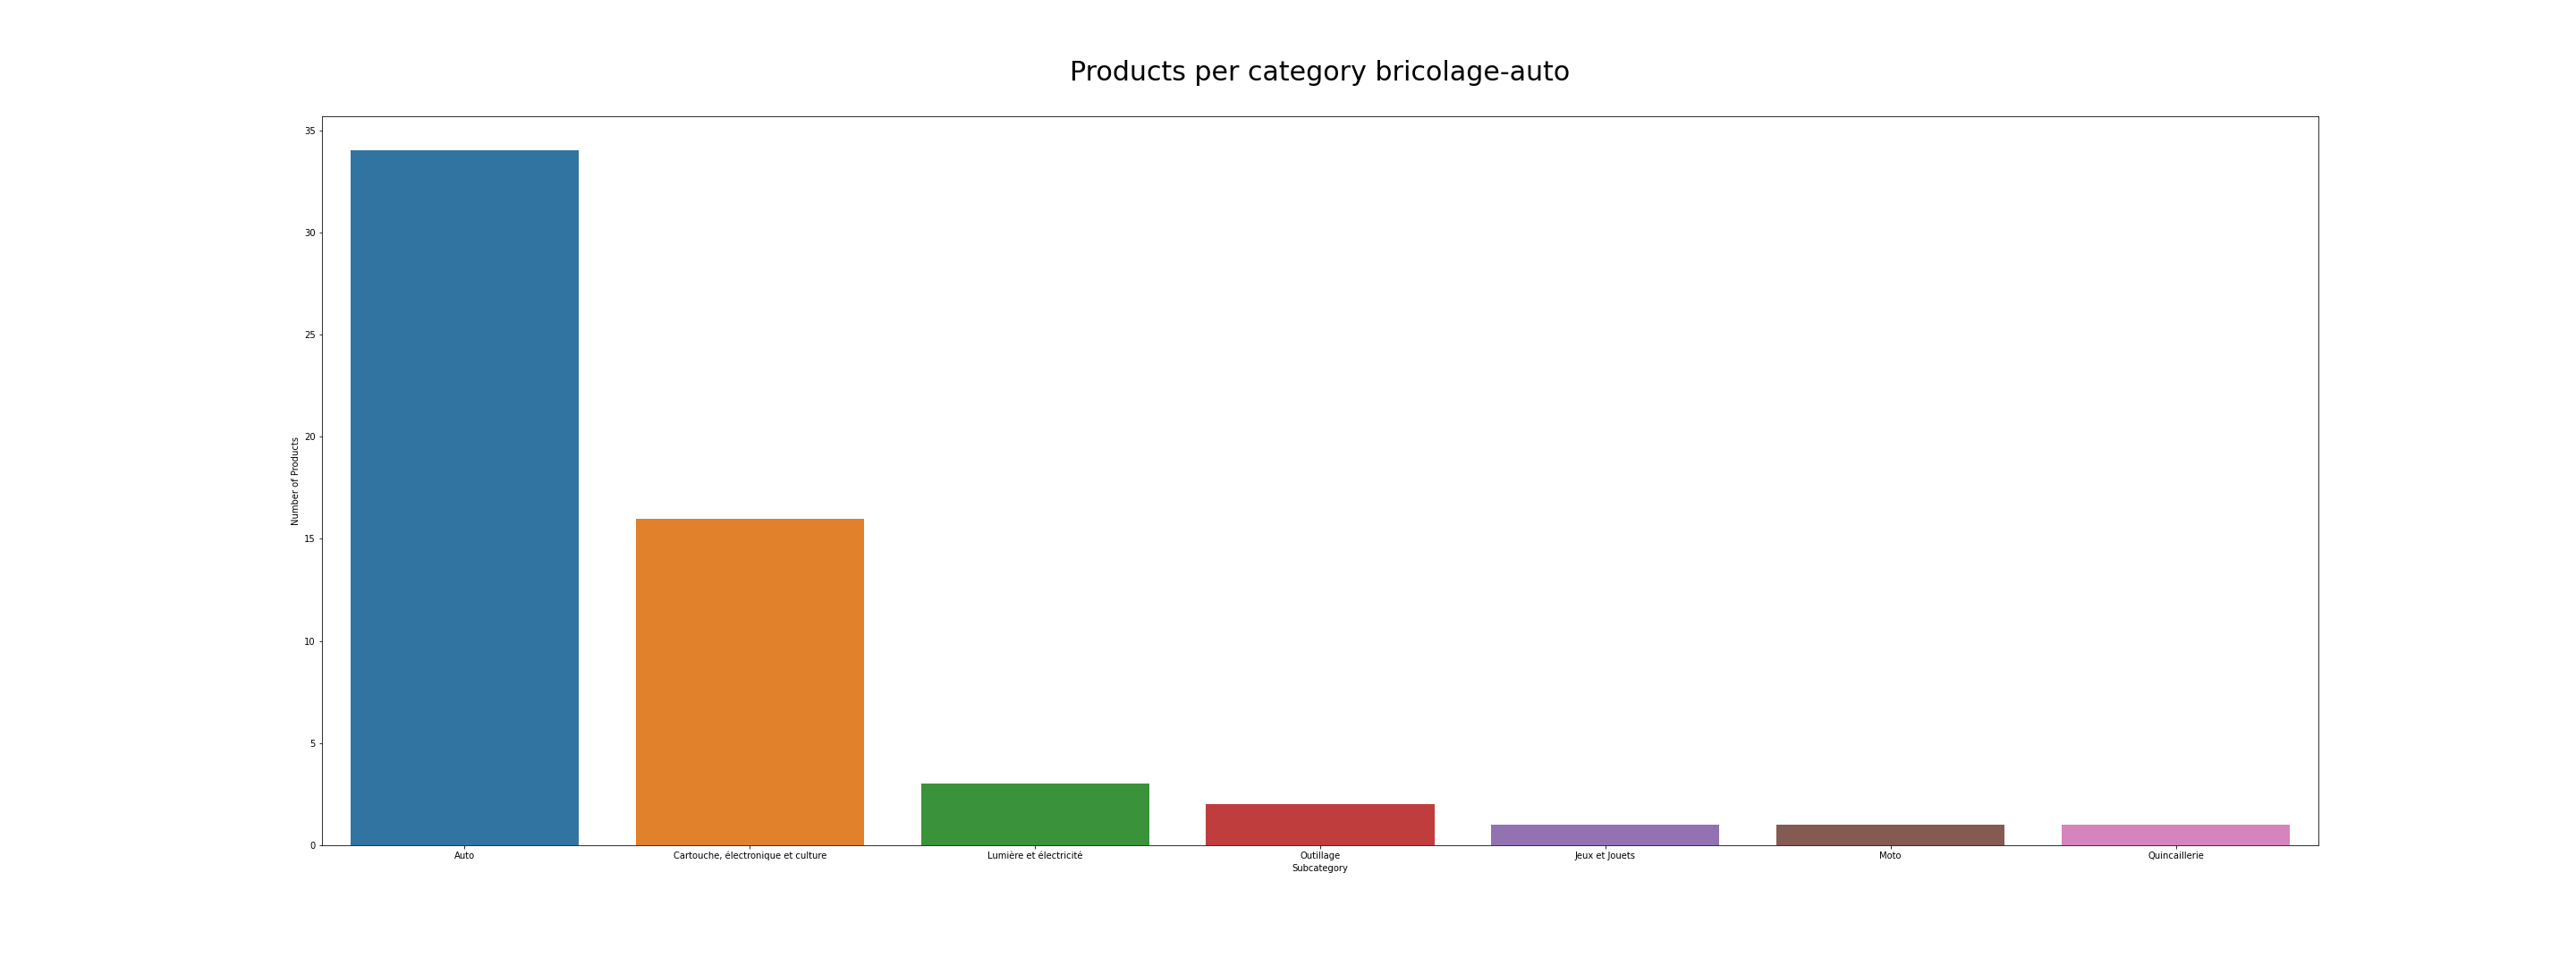 Products per category bricolage-auto
35
30
25
20
15
10
5
0
Number of Products
Auto
Cartouche, électronique et culture
Lumière et électricité
Outillage
Jeux et Jouets
Moto
Quincaillerie
Subcategory